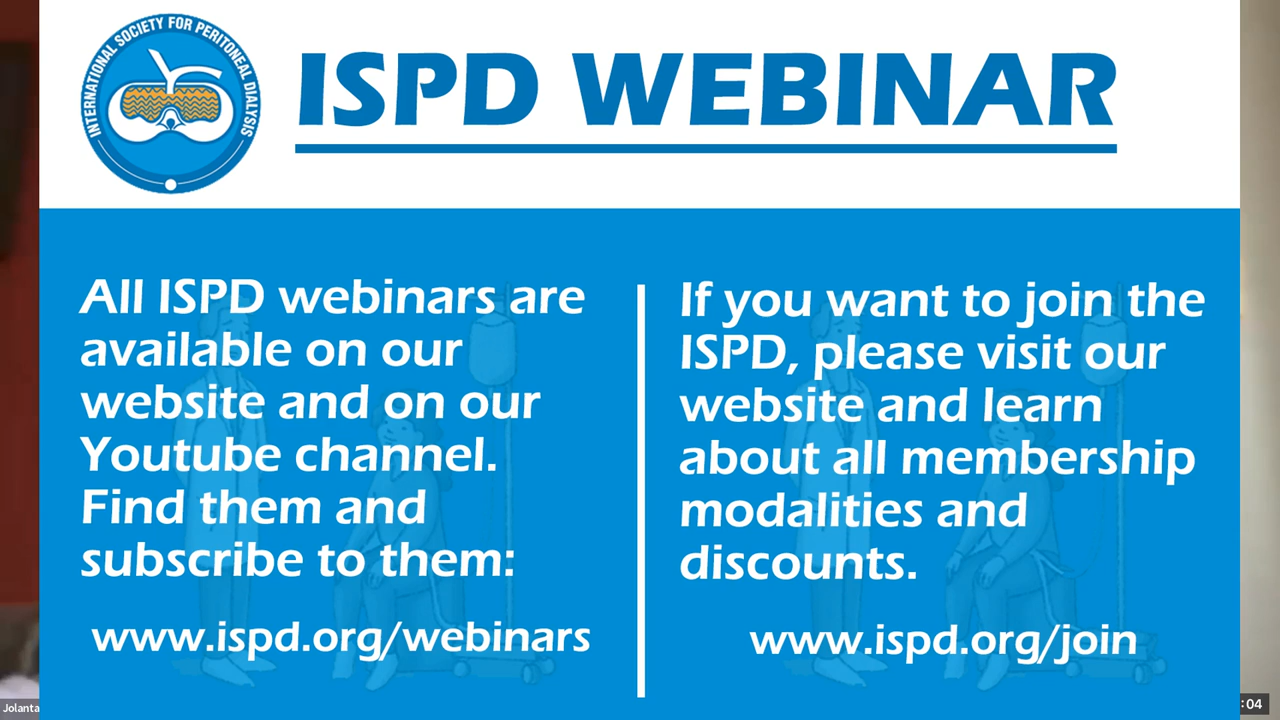 INTERNATIONAL SOCIETY FOR PERITONEAL DIALYSIS
ISPD WEBINAR
All ISPD webinars are
available on our
website and on our
Youtube channel.
Find them and
subscribe to them:
www.ispd.org/webinars
If you want to join the
ISPD, please visit our
website and learn
about all membership
modalities and
discounts.
www.ispd.org/join
Jolanta
:04